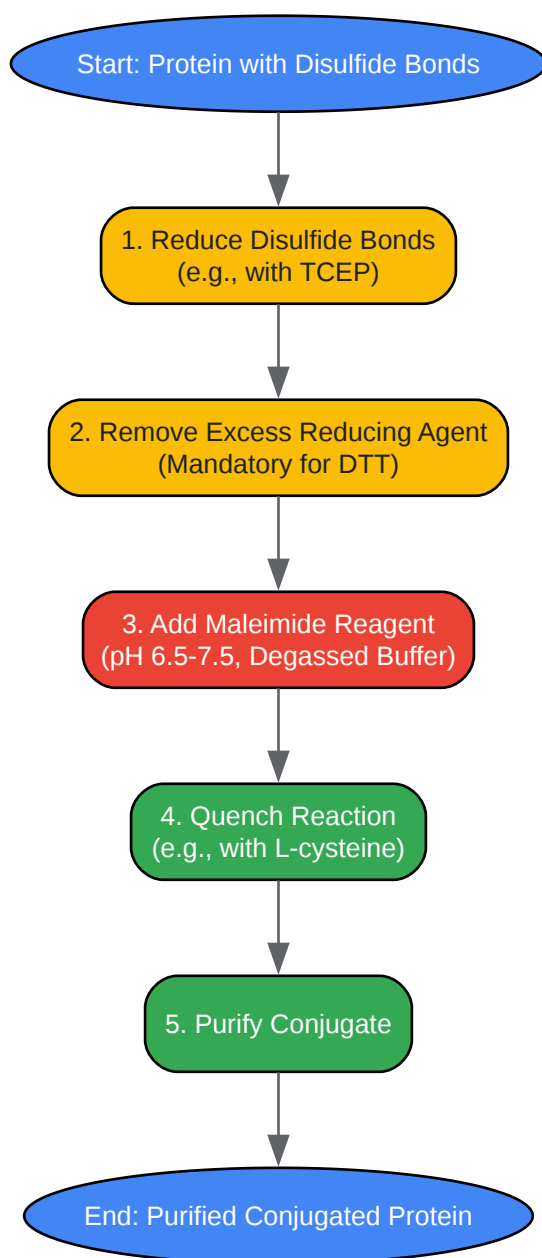 Start: Protein with Disulfide Bonds
1. Reduce Disulfide Bonds
(e.g., with TCEP)
2. Remove Excess Reducing Agent
(Mandatory for DTT)
3. Add Maleimide Reagent
(pH 6.5-7.5, Degassed Buffer)
4. Quench Reaction
(e.g., with L-cysteine)
5. Purify Conjugate
End: Purified Conjugated Protein